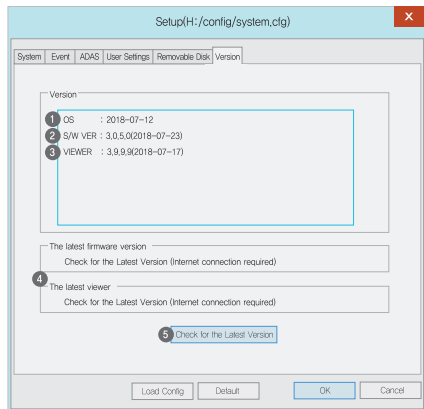 Setup(H:/config/system,cfg)
X
System Event ADAS User Settings Removable Disk Version
Version
1 OS : 2018-07-12
2 S/W VER : 3,0,5,0(2018-07-23)
3 VIEWER : 3,9,9,9(2018-07-17)
The latest firmware version
Check for the Latest Version (Internet connection required)
4
The latest viewer
Check for the Latest Version (Internet connection required)
5 Check for the Latest Version
Load Config Default OK Cancel